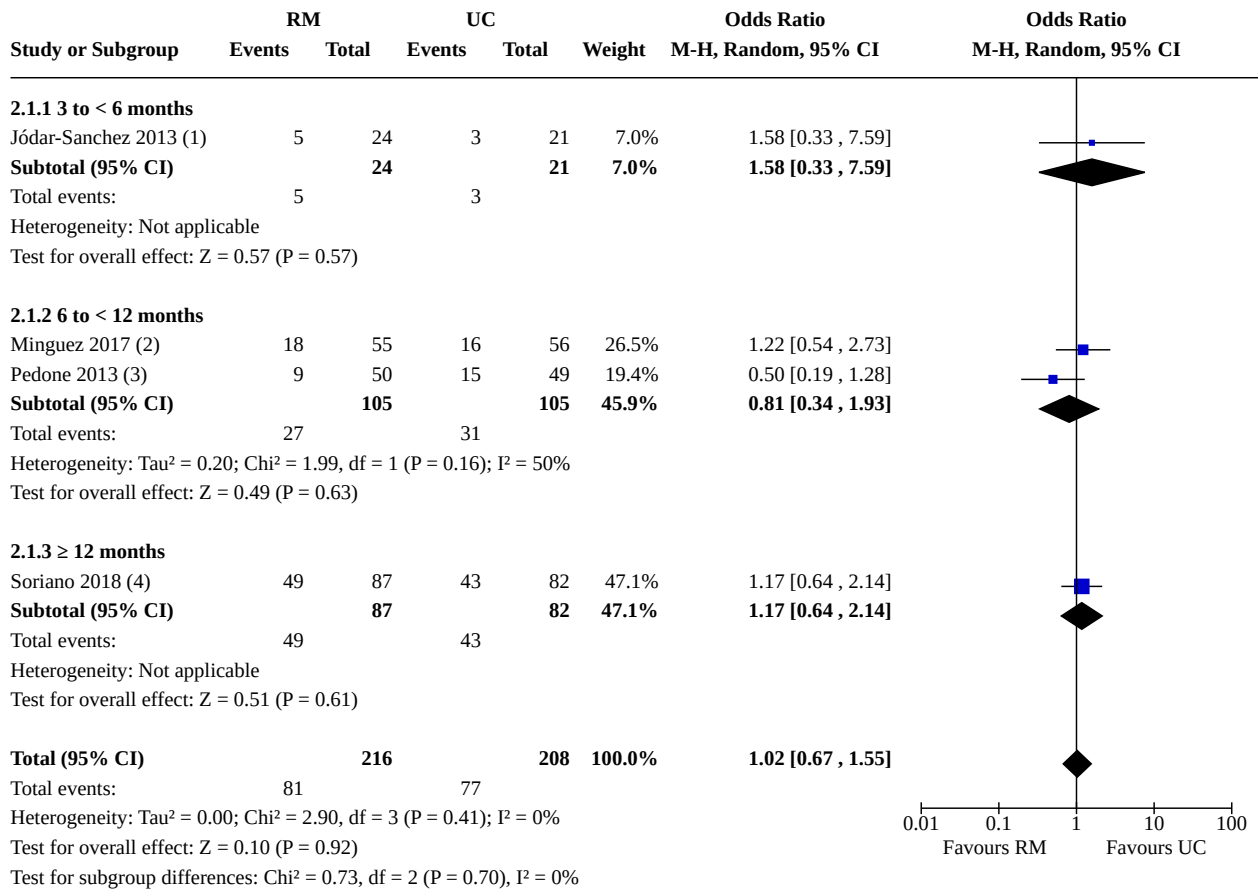 RM UC Odds Ratio Odds Ratio
Study or Subgroup Events Total Events Total Weight M-H, Random, 95% CI M-H, Random, 95% CI
2.1.1 3 to < 6 months
Jódar-Sanchez 2013 (1) 5 24 3 21 7.0% 1.58 [0.33 , 7.59]
Subtotal (95% CI) 24 21 7.0% 1.58 [0.33 , 7.59]
Total events: 5 3
Heterogeneity: Not applicable
Test for overall effect: Z = 0.57 (P = 0.57)
2.1.2 6 to < 12 months
Minguez 2017 (2) 18 55 16 56 26.5% 1.22 [0.54 , 2.73]
Pedone 2013 (3) 9 50 15 49 19.4% 0.50 [0.19 , 1.28]
Subtotal (95% CI) 105 105 45.9% 0.81 [0.34 , 1.93]
Total events: 27 31
Heterogeneity: Tau² = 0.20; Chi² = 1.99, df = 1 (P = 0.16); I² = 50%
Test for overall effect: Z = 0.49 (P = 0.63)
2.1.3 ≥ 12 months
Soriano 2018 (4) 49 87 43 82 47.1% 1.17 [0.64 , 2.14]
Subtotal (95% CI) 87 82 47.1% 1.17 [0.64 , 2.14]
Total events: 49 43
Heterogeneity: Not applicable
Test for overall effect: Z = 0.51 (P = 0.61)
Total (95% CI) 216 208 100.0% 1.02 [0.67 , 1.55]
Total events: 81 77
Heterogeneity: Tau² = 0.00; Chi² = 2.90, df = 3 (P = 0.41); I² = 0%
0.01 0.1 1 10 100
Test for overall effect: Z = 0.10 (P = 0.92) Favours RM Favours UC
Test for subgroup differences: Chi² = 0.73, df = 2 (P = 0.70), I² = 0%